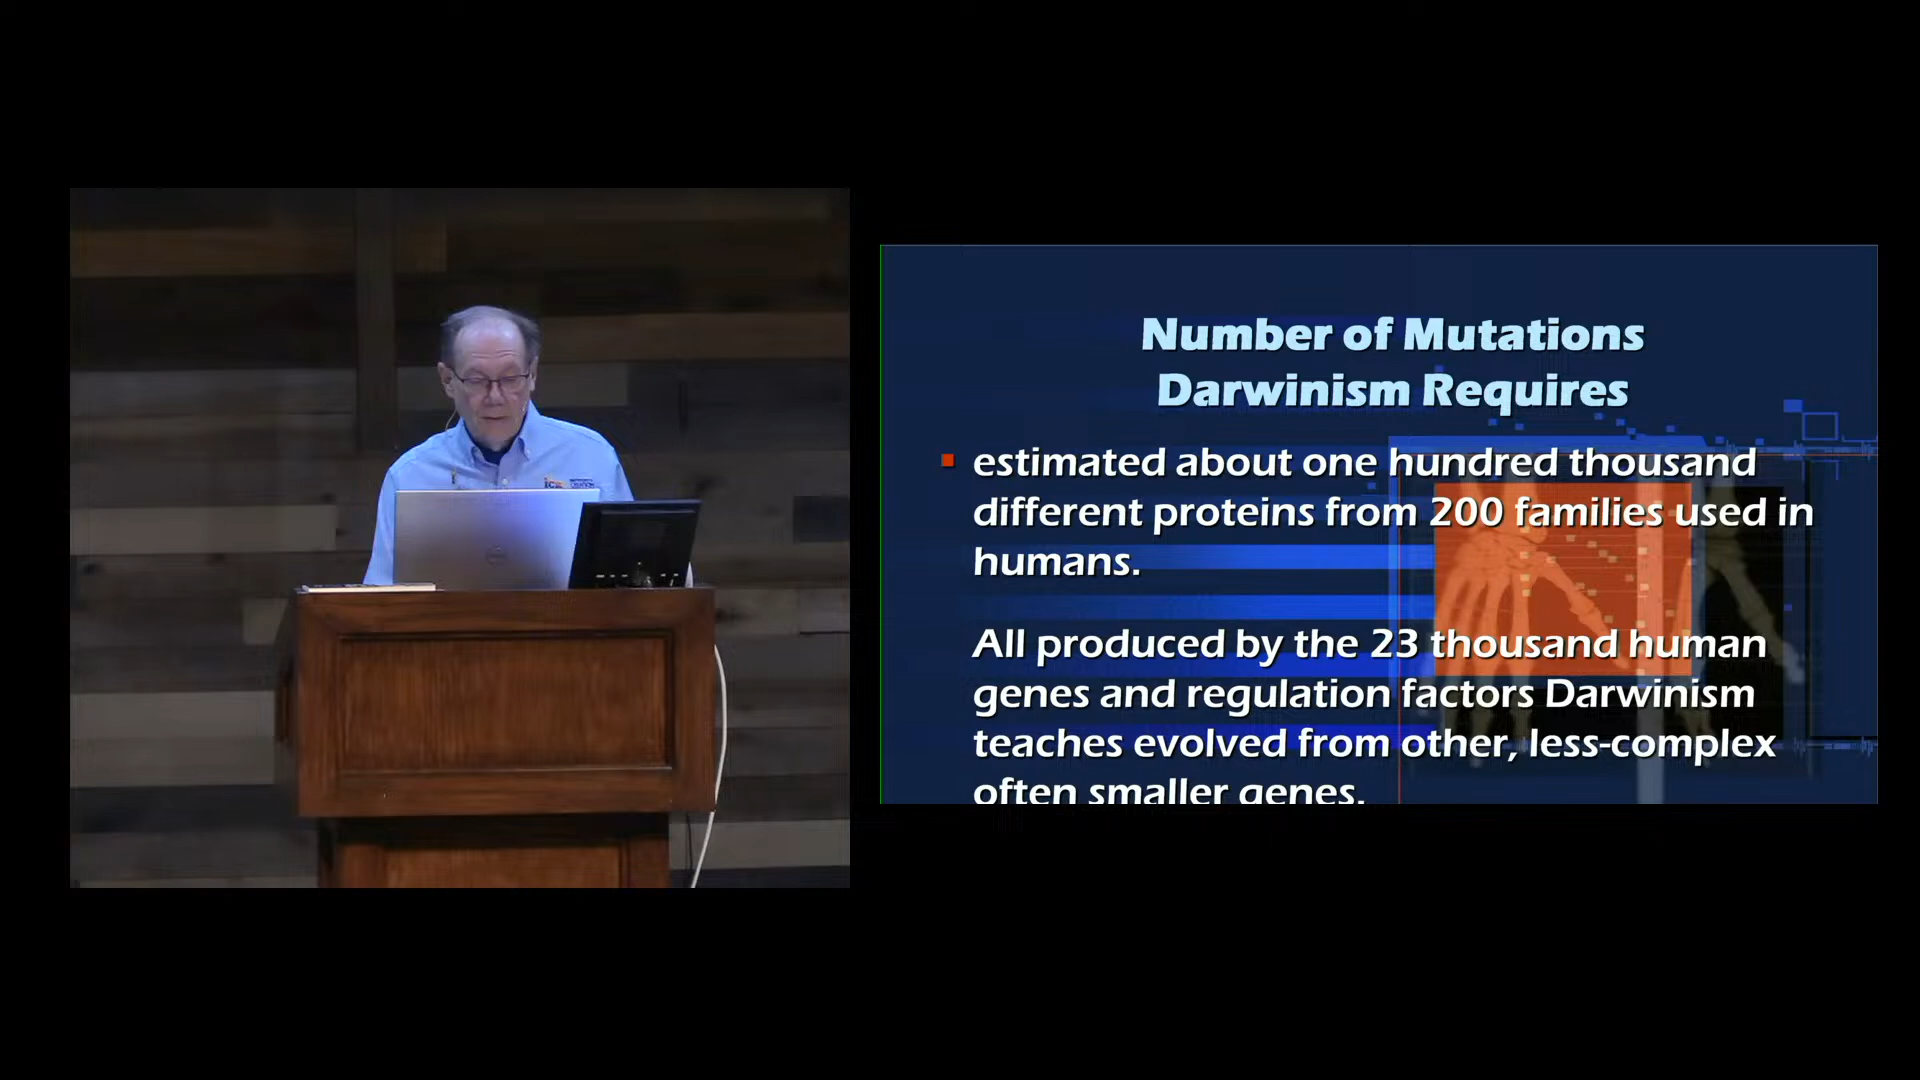 Number of Mutations
Darwinism Requires
estimated about one hundred thousand
different proteins from 200 families used in
humans.
All produced by the 23 thousand human
genes and regulation factors Darwinism
teaches evolved from other, less-complex
often smaller genes.